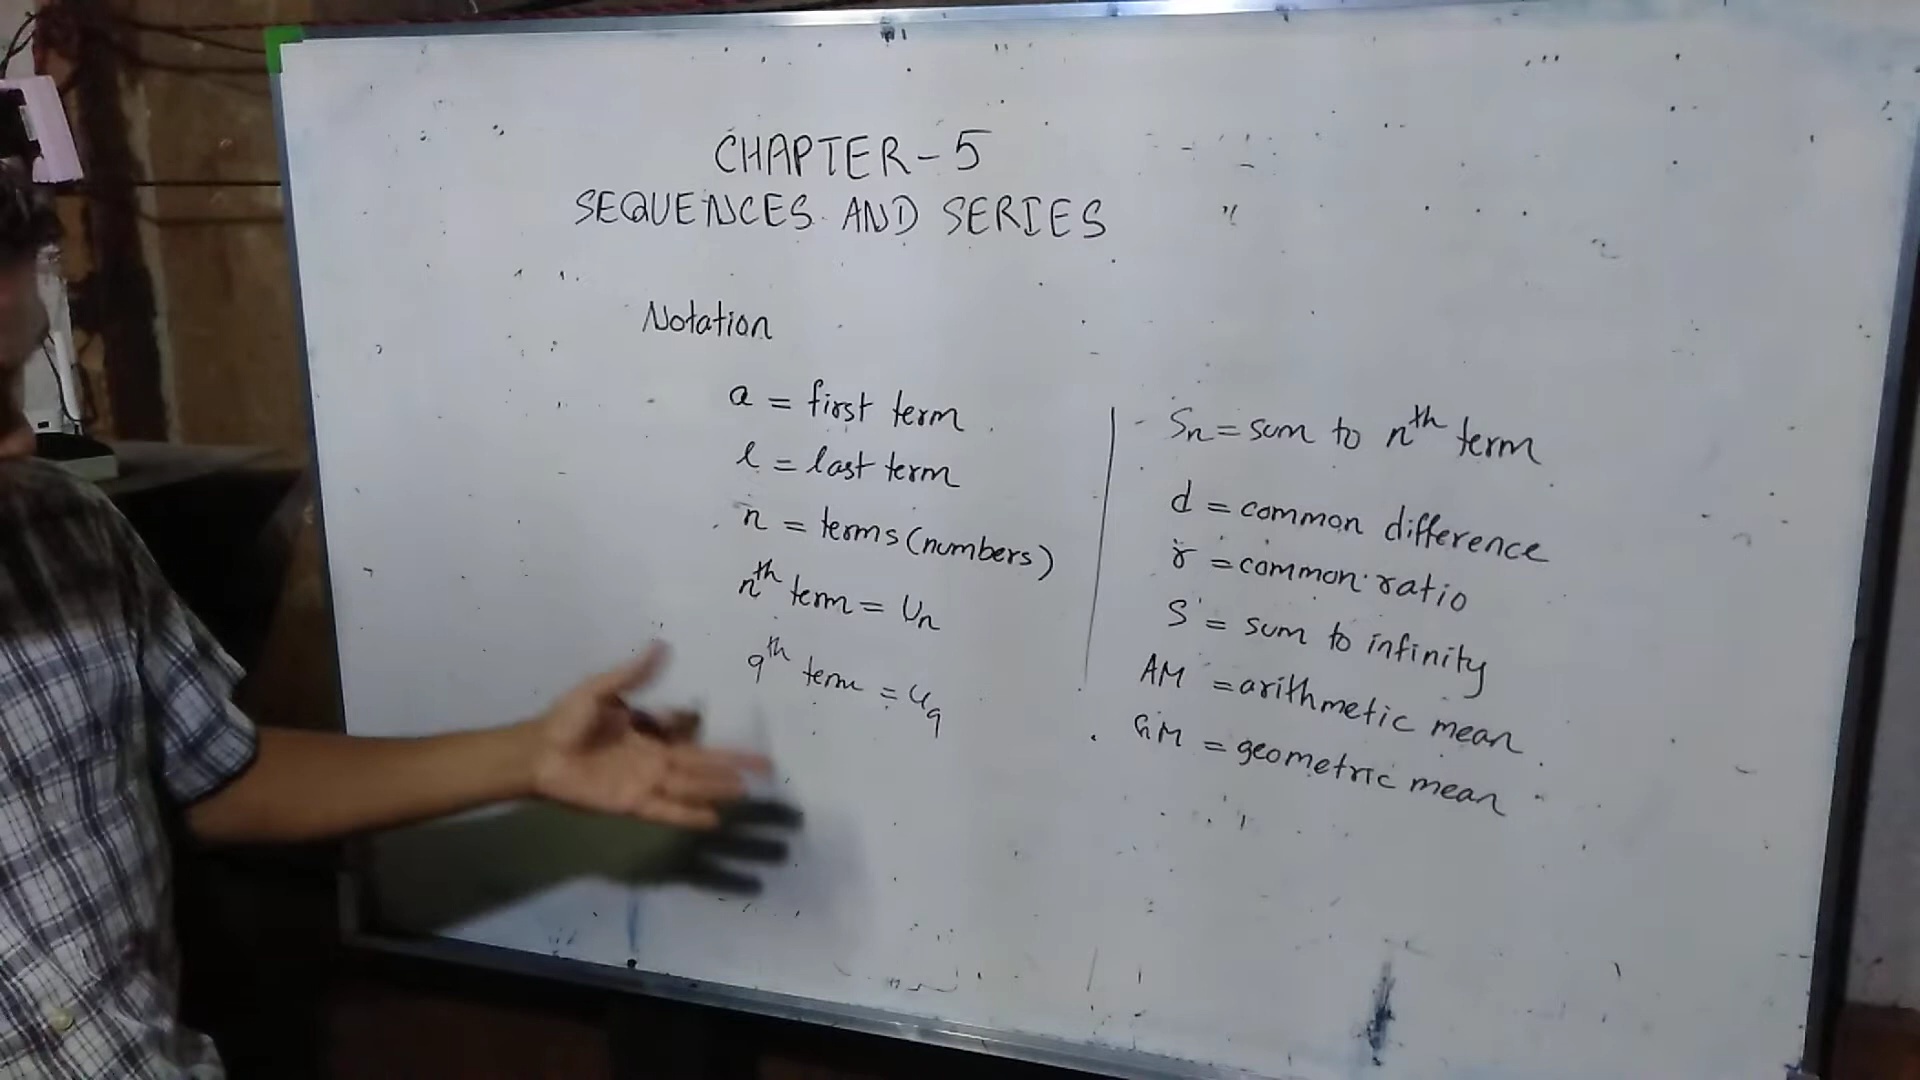 CHAPTER-5
SEQUENCES AND SERIES
Notation
a = first term
l = last term
n = terms (numbers)
nth term = Un
9th term = U9
Sn = sum to nth term
d = common difference
r = common ratio
S = sum to infinity
AM = arithmetic mean
GM = geometric mean